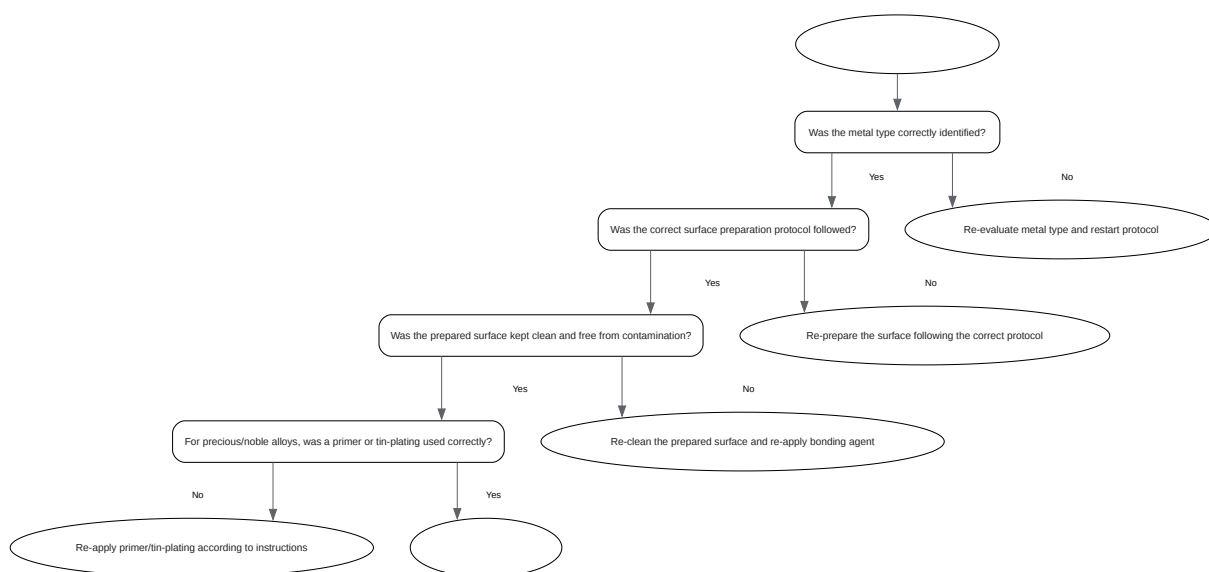 Was the metal type correctly identified?
Yes
No
Was the correct surface preparation protocol followed?
Re-evaluate metal type and restart protocol
Yes
No
Was the prepared surface kept clean and free from contamination?
Re-prepare the surface following the correct protocol
Yes
No
For precious/noble alloys, was a primer or tin-plating used correctly?
Re-clean the prepared surface and re-apply bonding agent
No
Yes
Re-apply primer/tin-plating according to instructions